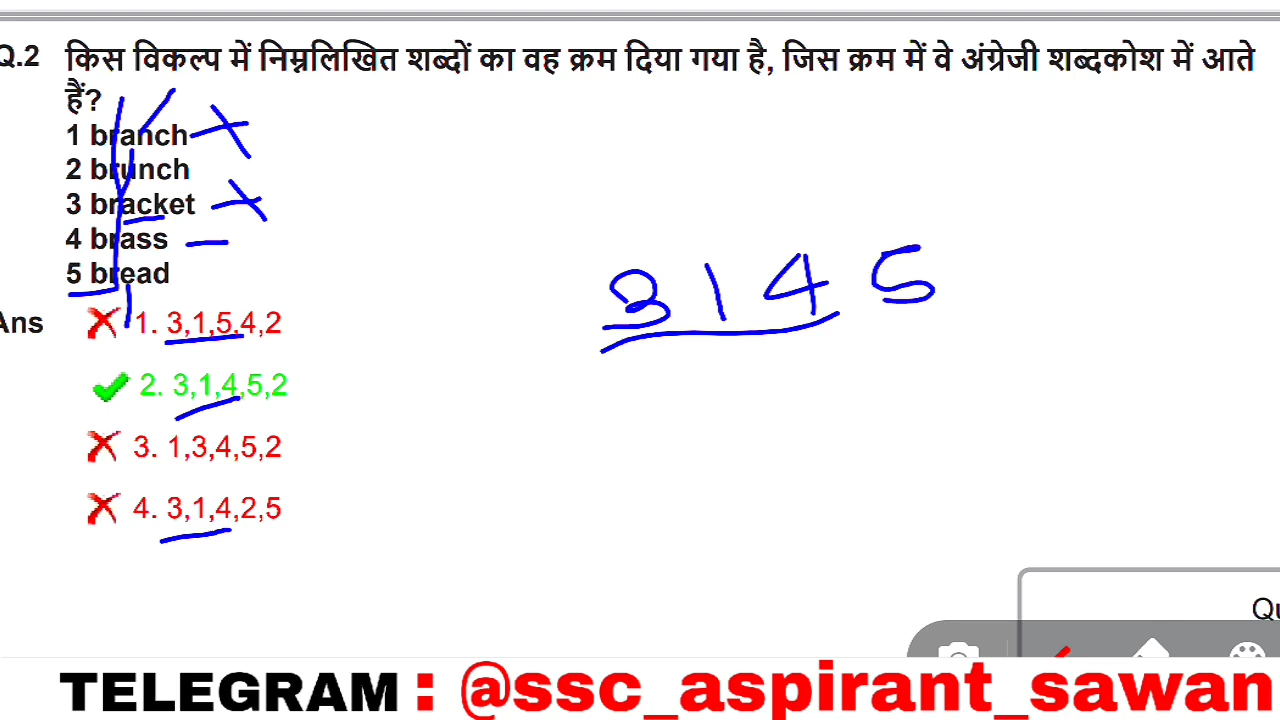 Q.2 किस विकल्प में निम्नलिखित शब्दों का वह क्रम दिया गया है, जिस क्रम में वे अंग्रेजी शब्दकोश में आते
हैं?
1 branch
2 brunch
3 bracket
4 brass
5 bread
Ans 1. 3,1,5,4,2
2. 3,1,4,5,2
3. 1,3,4,5,2
4. 3,1,4,2,5
3 1 4 5
Qu
TELEGRAM : @ssc_aspirant_sawan